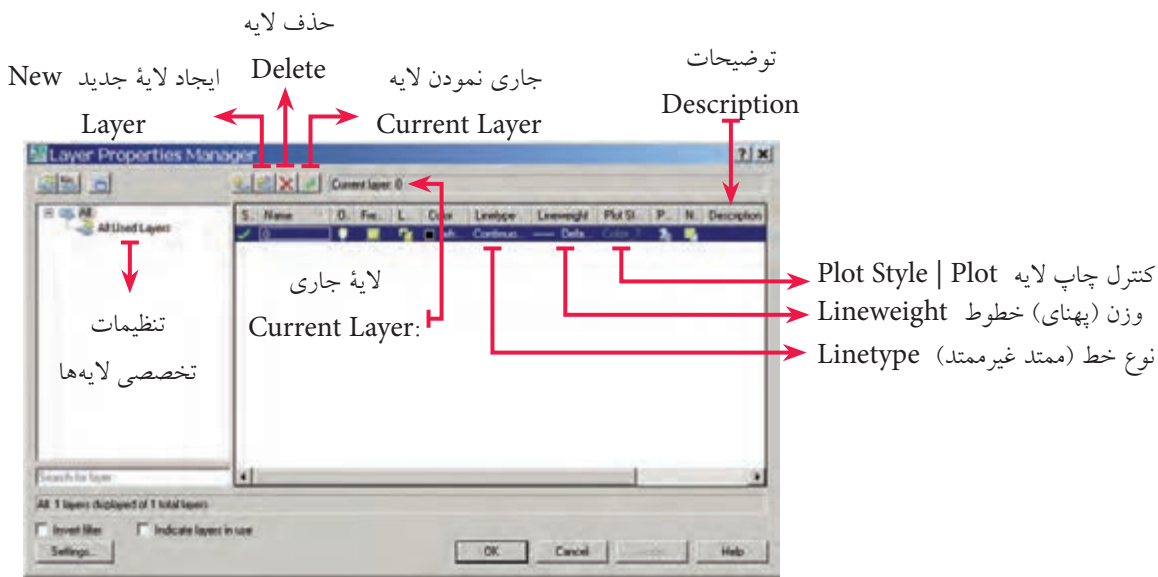 حذف لایه
Delete
ایجاد لایۀ جدید New
Layer
جاری نمودن لایه
Current Layer
توضیحات
Description
Layer Properties Manager
Current layer: 0
All
All Used Layers
S.. Name O.. Fre... L... Color Linetype Lineweight Plot St... P... N.. Description
0 Continuo... Defa... Color_7
تنظیمات
تخصصی لایه‌ها
لایۀ جاری
Current Layer:
کنترل چاپ لایه Plot Style | Plot
وزن (پهنای) خطوط Lineweight
نوع خط (ممتد غیرممتد) Linetype
Search for layer
All: 1 layers displayed of 1 total layers
Invert filter Indicate layers in use
Settings... OK Cancel Help